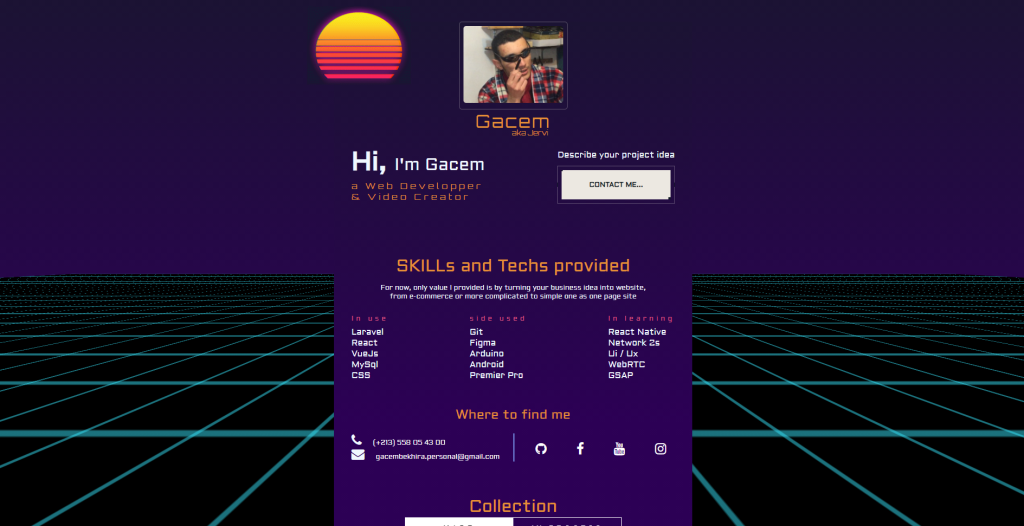 Gacem
aka Jervi
Hi, I'm Gacem
a Web Developper
& Video Creator
Describe your project idea
CONTACT ME...
SKILLs and Techs provided
For now, only value I provided is by turning your business idea into website,
from e-commerce or more complicated to simple one as one page site
In use
Laravel
React
VueJs
MySql
CSS
side used
Git
Figma
Arduino
Android
Premier Pro
In learning
React Native
Network 2s
Ui / Ux
WebRTC
GSAP
Where to find me
(+213) 558 05 43 00
gacembekhira.personal@gmail.com
You
Tube
Collection